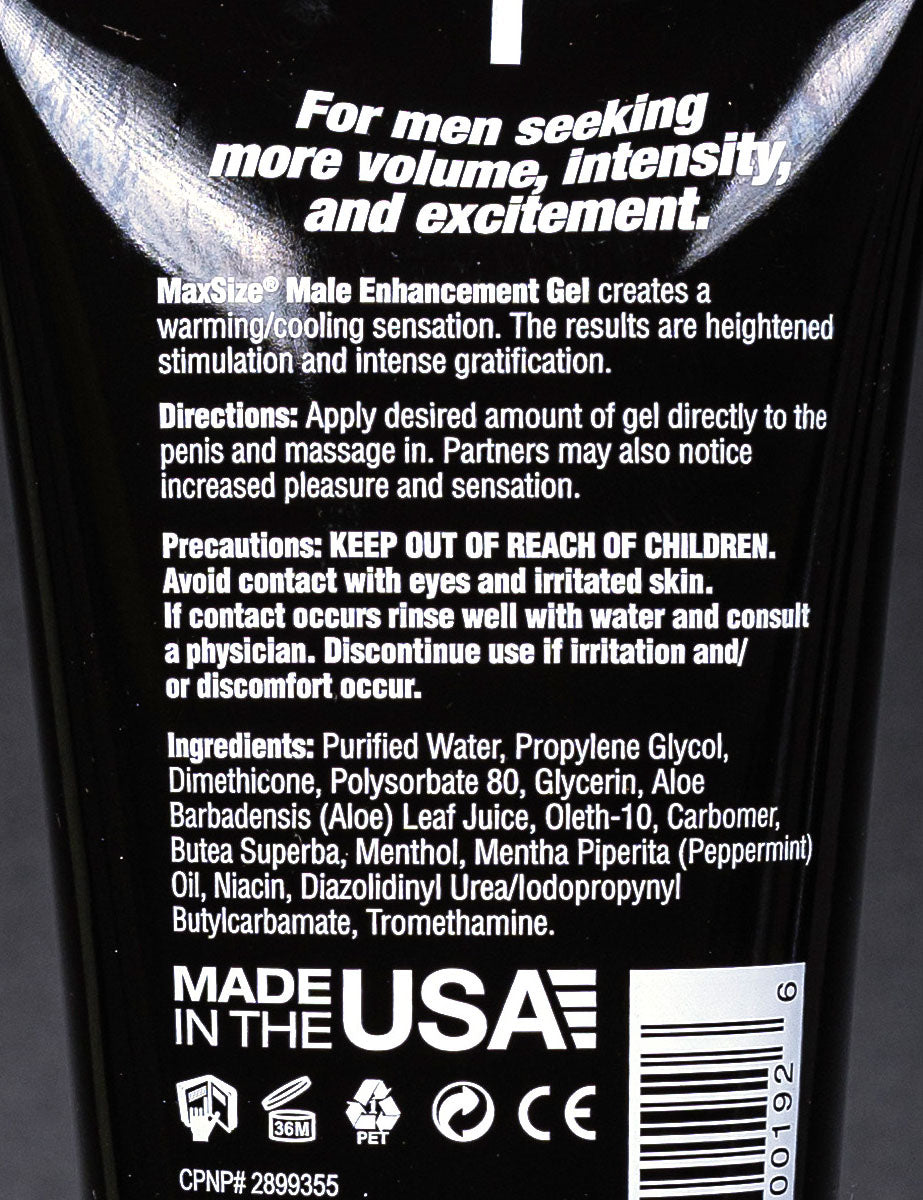 For men seeking
more volume, intensity,
and excitement.
MaxSize® Male Enhancement Gel creates a
warming/cooling sensation. The results are heightened
stimulation and intense gratification.
Directions: Apply desired amount of gel directly to the
penis and massage in. Partners may also notice
increased pleasure and sensation.
Precautions: KEEP OUT OF REACH OF CHILDREN.
Avoid contact with eyes and irritated skin.
If contact occurs rinse well with water and consult
a physician. Discontinue use if irritation and/
or discomfort occur.
Ingredients: Purified Water, Propylene Glycol,
Dimethicone, Polysorbate 80, Glycerin, Aloe
Barbadensis (Aloe) Leaf Juice, Oleth-10, Carbomer,
Butea Superba, Menthol, Mentha Piperita (Peppermint)
Oil, Niacin, Diazolidinyl Urea/Iodopropynyl
Butylcarbamate, Tromethamine.
MADE
IN THE
USA
36M
1
PET
CE
CPNP# 2899355
00192 6